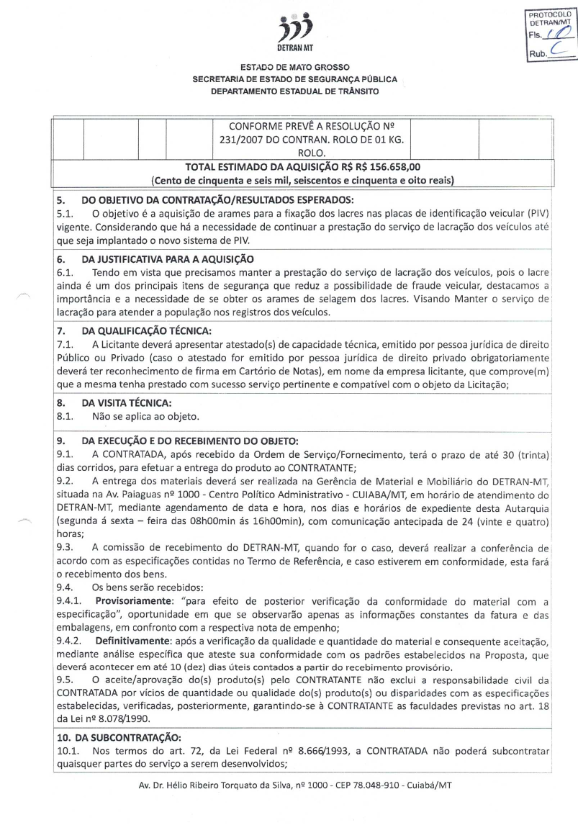 PROTOCOLO
DETRAN/MT
Fls. 10
Rub.
DETRAN MT
ESTADO DE MATO GROSSO
SECRETARIA DE ESTADO DE SEGURANÇA PÚBLICA
DEPARTAMENTO ESTADUAL DE TRÂNSITO
CONFORME PREVÊ A RESOLUÇÃO Nº
231/2007 DO CONTRAN. ROLO DE 01 KG.
ROLO.
TOTAL ESTIMADO DA AQUISIÇÃO R$ R$ 156.658,00
(Cento de cinquenta e seis mil, seiscentos e cinquenta e oito reais)
5. DO OBJETIVO DA CONTRATAÇÃO/RESULTADOS ESPERADOS:
5.1. O objetivo é a aquisição de arames para a fixação dos lacres nas placas de identificação veicular (PIV)
vigente. Considerando que há a necessidade de continuar a prestação do serviço de lacração dos veículos até
que seja implantado o novo sistema de PIV.
6. DA JUSTIFICATIVA PARA A AQUISIÇÃO
6.1. Tendo em vista que precisamos manter a prestação do serviço de lacração dos veículos, pois o lacre
ainda é um dos principais itens de segurança que reduz a possibilidade de fraude veicular, destacamos a
importância e a necessidade de se obter os arames de selagem dos lacres. Visando Manter o serviço de
lacração para atender a população nos registros dos veículos.
7. DA QUALIFICAÇÃO TÉCNICA:
7.1. A Licitante deverá apresentar atestado(s) de capacidade técnica, emitido por pessoa jurídica de direito
Público ou Privado (caso o atestado for emitido por pessoa jurídica de direito privado obrigatoriamente
deverá ter reconhecimento de firma em Cartório de Notas), em nome da empresa licitante, que comprove(m)
que a mesma tenha prestado com sucesso serviço pertinente e compatível com o objeto da Licitação;
8. DA VISITA TÉCNICA:
8.1. Não se aplica ao objeto.
9. DA EXECUÇÃO E DO RECEBIMENTO DO OBJETO:
9.1. A CONTRATADA, após recebido da Ordem de Serviço/Fornecimento, terá o prazo de até 30 (trinta)
dias corridos, para efetuar a entrega do produto ao CONTRATANTE;
9.2. A entrega dos materiais deverá ser realizada na Gerência de Material e Mobiliário do DETRAN-MT,
situada na Av. Paiaguas nº 1000 - Centro Político Administrativo - CUIABA/MT, em horário de atendimento do
DETRAN-MT, mediante agendamento de data e hora, nos dias e horários de expediente desta Autarquia
(segunda á sexta – feira das 08h00min ás 16h00min), com comunicação antecipada de 24 (vinte e quatro)
horas;
9.3. A comissão de recebimento do DETRAN-MT, quando for o caso, deverá realizar a conferência de
acordo com as especificações contidas no Termo de Referência, e caso estiverem em conformidade, esta fará
o recebimento dos bens.
9.4. Os bens serão recebidos:
9.4.1. Provisoriamente: "para efeito de posterior verificação da conformidade do material com a
especificação", oportunidade em que se observarão apenas as informações constantes da fatura e das
embalagens, em confronto com a respectiva nota de empenho;
9.4.2. Definitivamente: após a verificação da qualidade e quantidade do material e consequente aceitação,
mediante análise específica que ateste sua conformidade com os padrões estabelecidos na Proposta, que
deverá acontecer em até 10 (dez) dias úteis contados a partir do recebimento provisório.
9.5. O aceite/aprovação do(s) produto(s) pelo CONTRATANTE não exclui a responsabilidade civil da
CONTRATADA por vícios de quantidade ou qualidade do(s) produto(s) ou disparidades com as especificações
estabelecidas, verificadas, posteriormente, garantindo-se à CONTRATANTE as faculdades previstas no art. 18
da Lei nº 8.078/1990.
10. DA SUBCONTRATAÇÃO:
10.1. Nos termos do art. 72, da Lei Federal nº 8.666/1993, a CONTRATADA não poderá subcontratar
quaisquer partes do serviço a serem desenvolvidos;
Av. Dr. Hélio Ribeiro Torquato da Silva, nº 1000 - CEP 78.048-910 - Cuiabá/MT